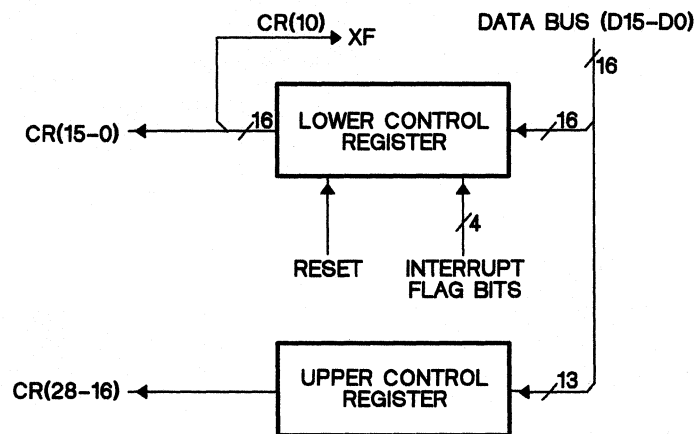 CR(10)
XF
DATA BUS (D15-D0)
16
CR(15-0)
16
LOWER CONTROL
REGISTER
16
4
RESET
INTERRUPT
FLAG BITS
CR(28-16)
UPPER CONTROL
REGISTER
13